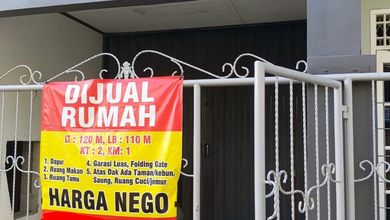 DIJUAL
RUMAH
LT : 120 M, LB : 110 M
KT : 2, KM: 1
1. Dapur
2. Ruang Makan
3. Ruang Tamu
4. Garasi Luas, Folding Gate
5. Atas Dak Ada Taman/kebun.
Saung, Ruang Cuci/jemur
HARGA NEGO